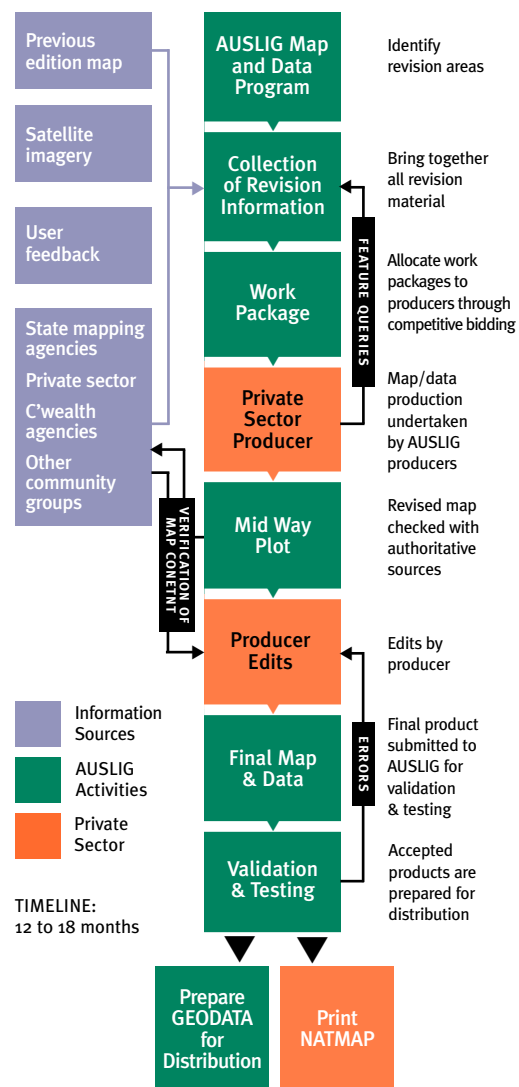 Previous
edition map
Satellite
imagery
User
feedback
State mapping
agencies
Private sector
C'wealth
agencies
Other
community
groups
AUSLIG Map
and Data
Program
Collection
of Revision
Information
Work
Package
Private
Sector
Producer
Mid Way
Plot
Producer
Edits
Final Map
& Data
Validation
& Testing
Prepare
GEODATA
for
Distribution
Print
NATMAP
FEATURE QUERIES
VERIFICATION OF
MAP CONETNT
ERRORS
Identify
revision areas
Bring together
all revision
material
Allocate work
packages to
producers through
competitive bidding
Map/data
production
undertaken
by AUSLIG
producers
Revised map
checked with
authoritative
sources
Edits by
producer
Final product
submitted to
AUSLIG for
validation
& testing
Accepted
products are
prepared for
distribution
Information
Sources
AUSLIG
Activities
Private
Sector
TIMELINE:
12 to 18 months